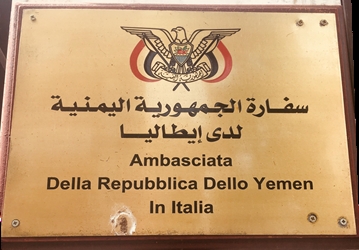 سفارة الجمهورية اليمنية
لدى إيطاليا
Ambasciata
Della Repubblica Dello Yemen
In Italia